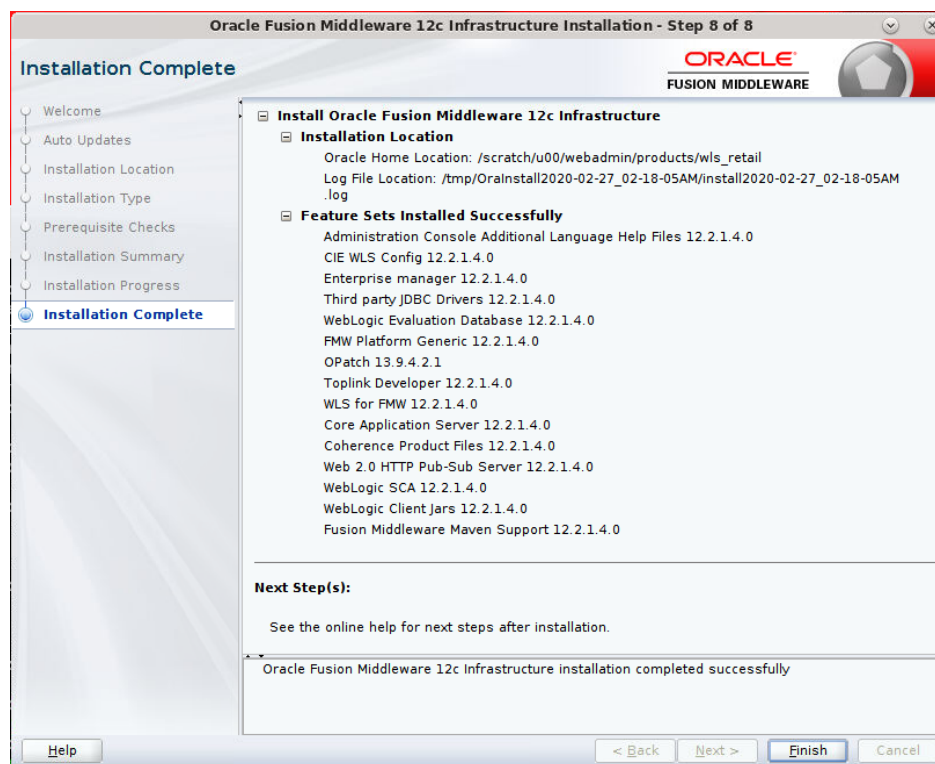 Oracle Fusion Middleware 12c Infrastructure Installation - Step 8 of 8
Installation Complete
ORACLE
FUSION MIDDLEWARE
Welcome
Auto Updates
Installation Location
Installation Type
Prerequisite Checks
Installation Summary
Installation Progress
Installation Complete
Install Oracle Fusion Middleware 12c Infrastructure
Installation Location
Oracle Home Location: /scratch/u00/webadmin/products/wls_retail
Log File Location: /tmp/OraInstall2020-02-27_02-18-05AM/install2020-02-27_02-18-05AM
.log
Feature Sets Installed Successfully
Administration Console Additional Language Help Files 12.2.1.4.0
CIE WLS Config 12.2.1.4.0
Enterprise manager 12.2.1.4.0
Third party JDBC Drivers 12.2.1.4.0
WebLogic Evaluation Database 12.2.1.4.0
FMW Platform Generic 12.2.1.4.0
OPatch 13.9.4.2.1
Toplink Developer 12.2.1.4.0
WLS for FMW 12.2.1.4.0
Core Application Server 12.2.1.4.0
Coherence Product Files 12.2.1.4.0
Web 2.0 HTTP Pub-Sub Server 12.2.1.4.0
WebLogic SCA 12.2.1.4.0
WebLogic Client Jars 12.2.1.4.0
Fusion Middleware Maven Support 12.2.1.4.0
Next Step(s):
See the online help for next steps after installation.
Oracle Fusion Middleware 12c Infrastructure installation completed successfully
Help
< Back
Next >
Finish
Cancel